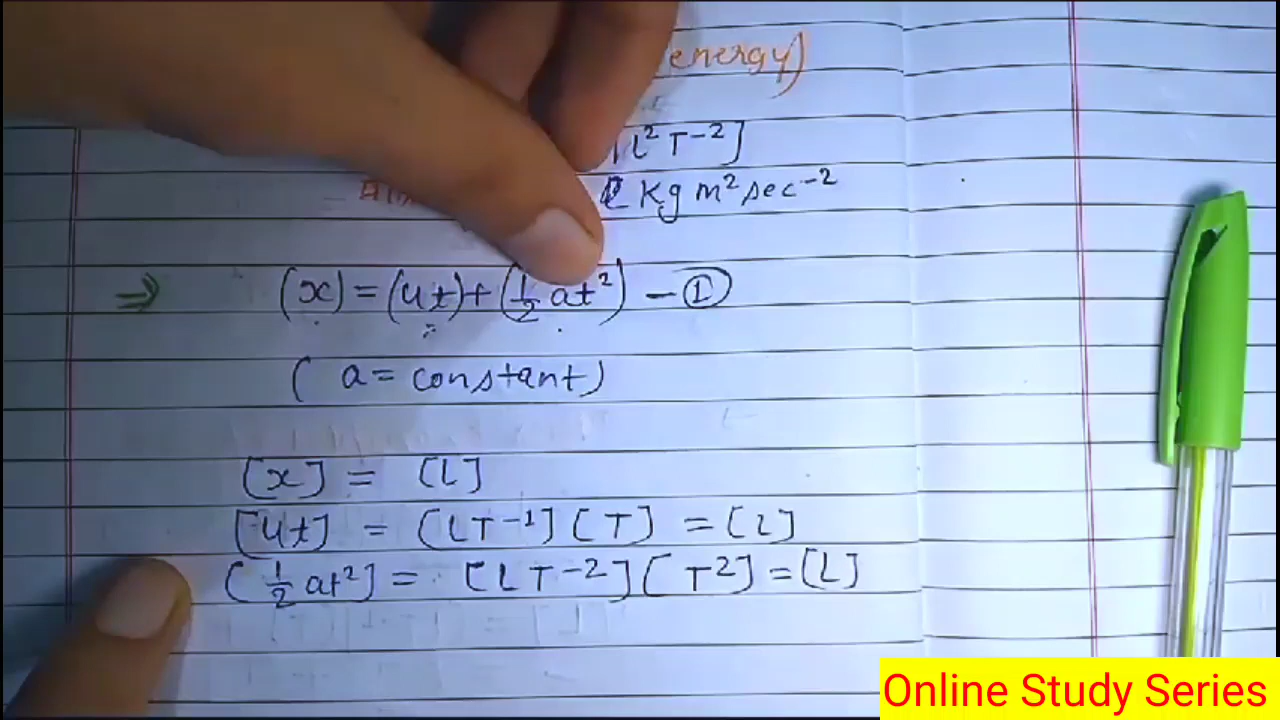 energy)
[L² T⁻²]
Kg m² sec⁻²
⇒ (x) = (ut) + (½ at²) — ①
( a = constant)
[x] = [L]
[ut] = [LT⁻¹] [T] = [L]
[½ at²] = [LT⁻²] [T²] = [L]
Online Study Series